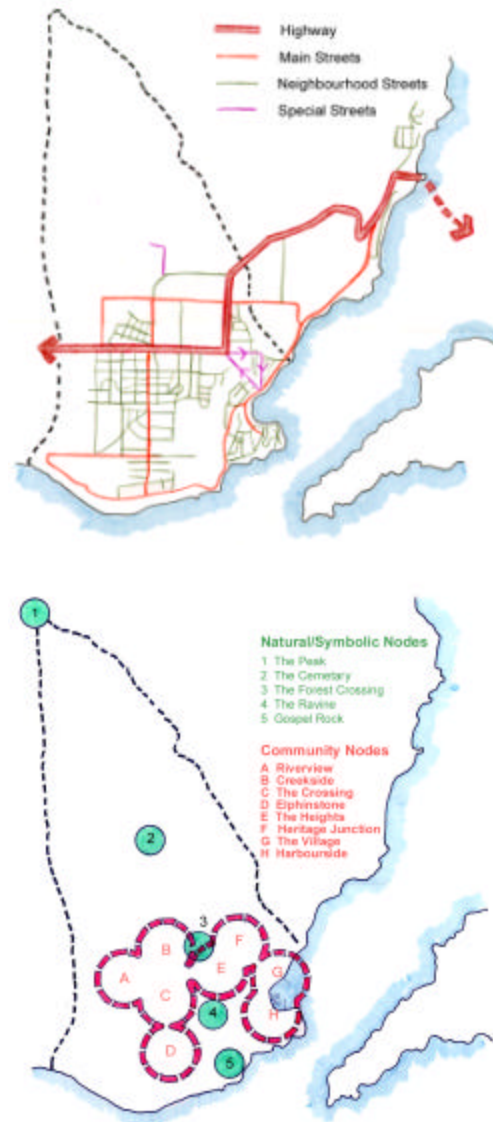 Highway
Main Streets
Neighbourhood Streets
Special Streets
1
Natural/Symbolic Nodes
1 The Peak
2 The Cemetary
3 The Forest Crossing
4 The Ravine
5 Gospel Rock
Community Nodes
A Riverview
B Creekside
C The Crossing
D Elphinstone
E The Heights
F Heritage Junction
G The Village
H Harbourside
2
3
F
B
G
E
A
C
4
H
D
5